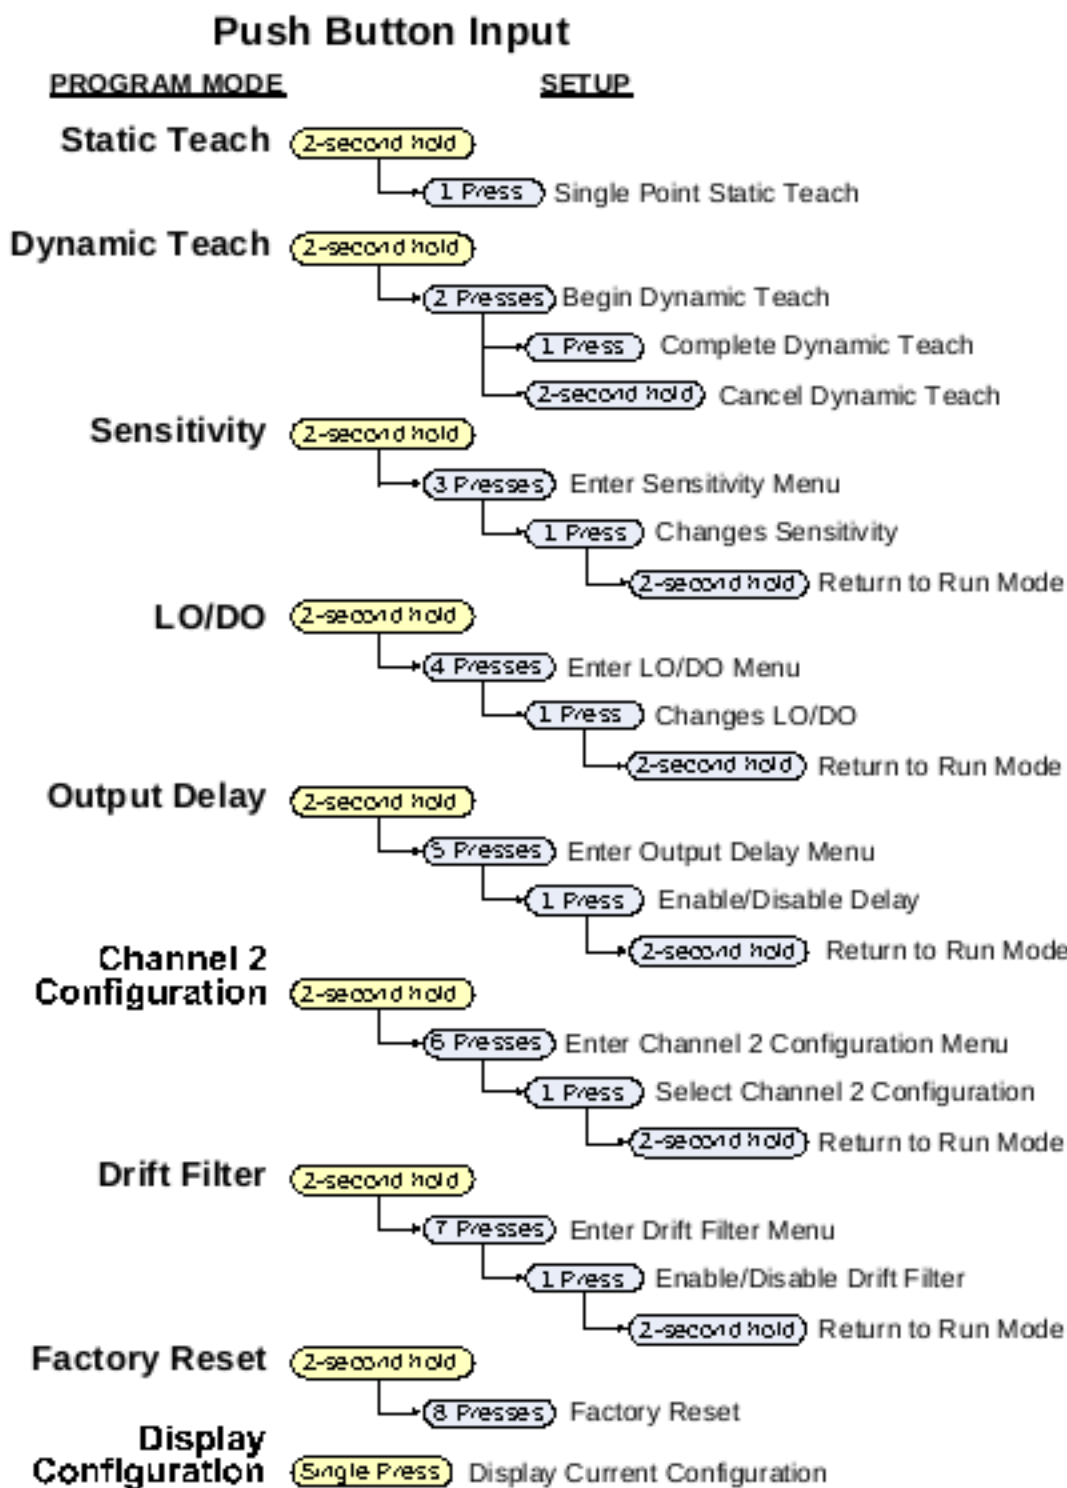 Push Button Input
PROGRAM MODE SETUP
Static Teach 2-second hold
1 Press Single Point Static Teach
Dynamic Teach 2-second hold
2 Presses Begin Dynamic Teach
1 Press Complete Dynamic Teach
2-second hold Cancel Dynamic Teach
Sensitivity 2-second hold
3 Presses Enter Sensitivity Menu
1 Press Changes Sensitivity
2-second hold Return to Run Mode
LO/DO 2-second hold
4 Presses Enter LO/DO Menu
1 Press Changes LO/DO
2-second hold Return to Run Mode
Output Delay 2-second hold
5 Presses Enter Output Delay Menu
1 Press Enable/Disable Delay
2-second hold Return to Run Mode
Channel 2
Configuration 2-second hold
6 Presses Enter Channel 2 Configuration Menu
1 Press Select Channel 2 Configuration
2-second hold Return to Run Mode
Drift Filter 2-second hold
7 Presses Enter Drift Filter Menu
1 Press Enable/Disable Drift Filter
2-second hold Return to Run Mode
Factory Reset 2-second hold
8 Presses Factory Reset
Display
Configuration Single Press Display Current Configuration